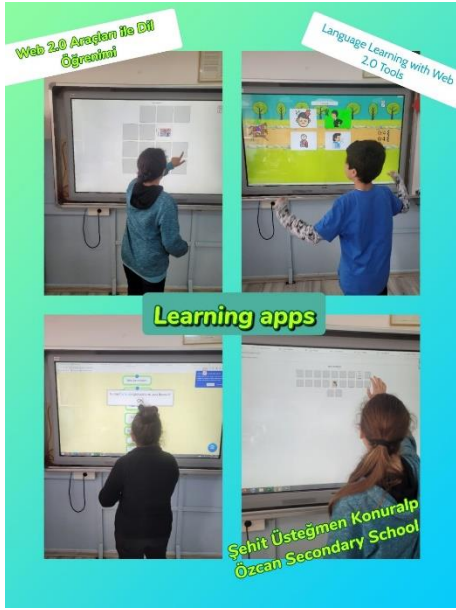 Web 2.0 Araçları ile Dil
Öğrenimi
Language Learning with Web
2.0 Tools
Learning apps
Şehit Üsteğmen Konuralp
Özcan Secondary School